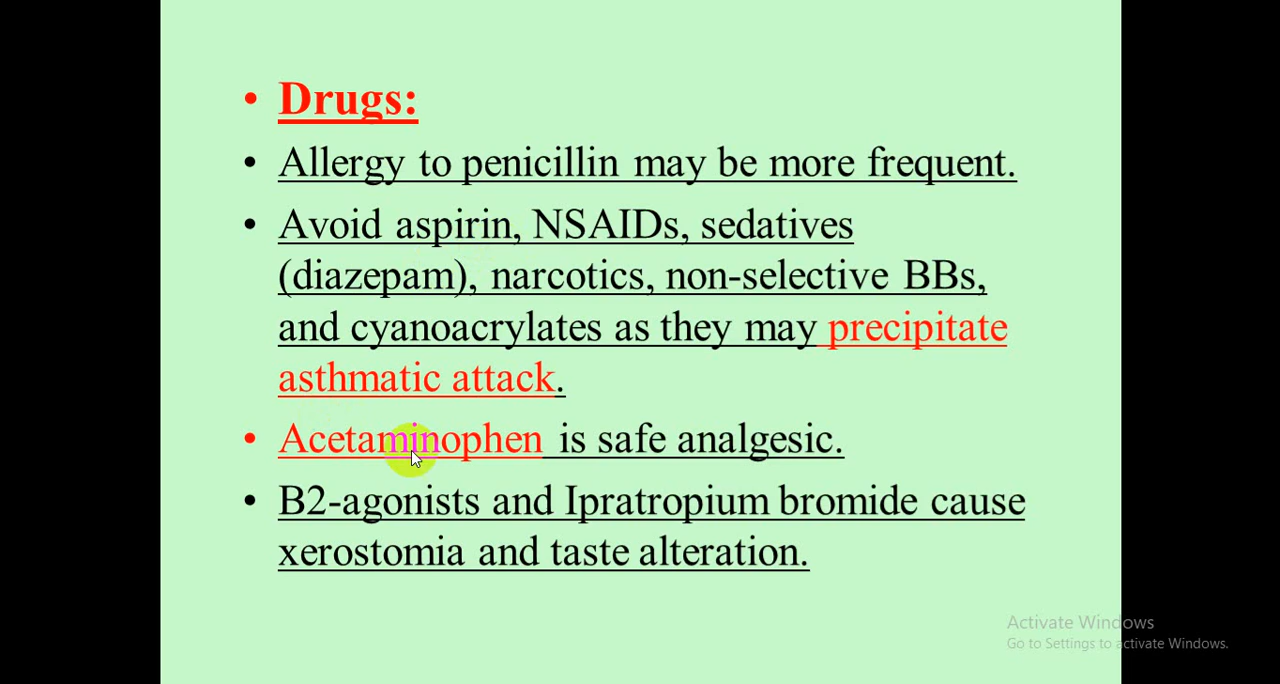 • Drugs:
• Allergy to penicillin may be more frequent.
• Avoid aspirin, NSAIDs, sedatives
(diazepam), narcotics, non-selective BBs,
and cyanoacrylates as they may precipitate
asthmatic attack.
• Acetaminophen is safe analgesic.
• B2-agonists and Ipratropium bromide cause
xerostomia and taste alteration.
Activate Windows
Go to Settings to activate Windows.